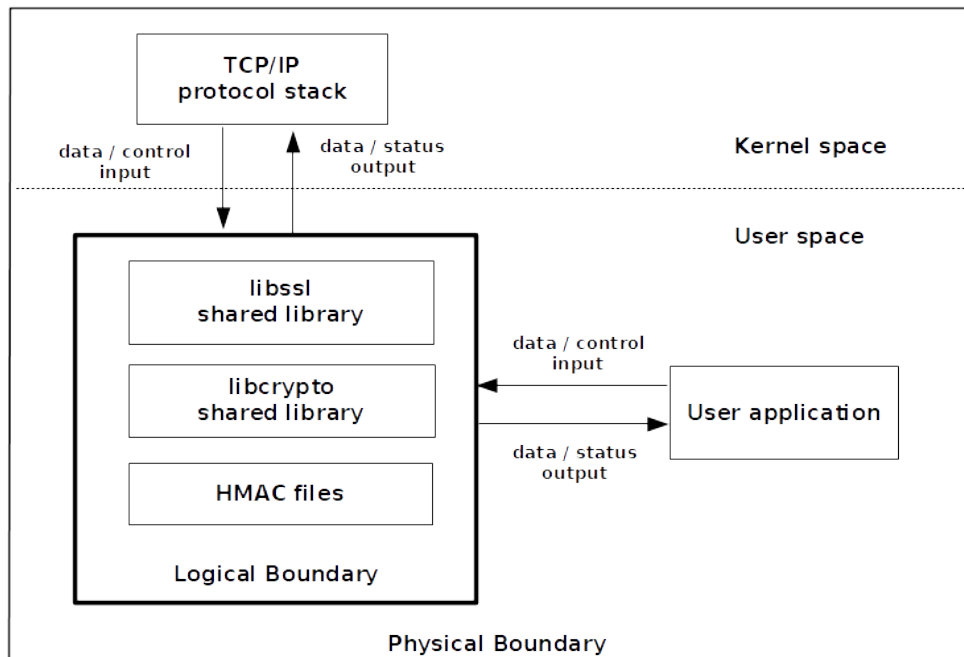 TCP/IP
protocol stack
data / control
input
data / status
output
Kernel space
User space
libssl
shared library
data / control
input
libcrypto
shared library
User application
data / status
output
HMAC files
Logical Boundary
Physical Boundary